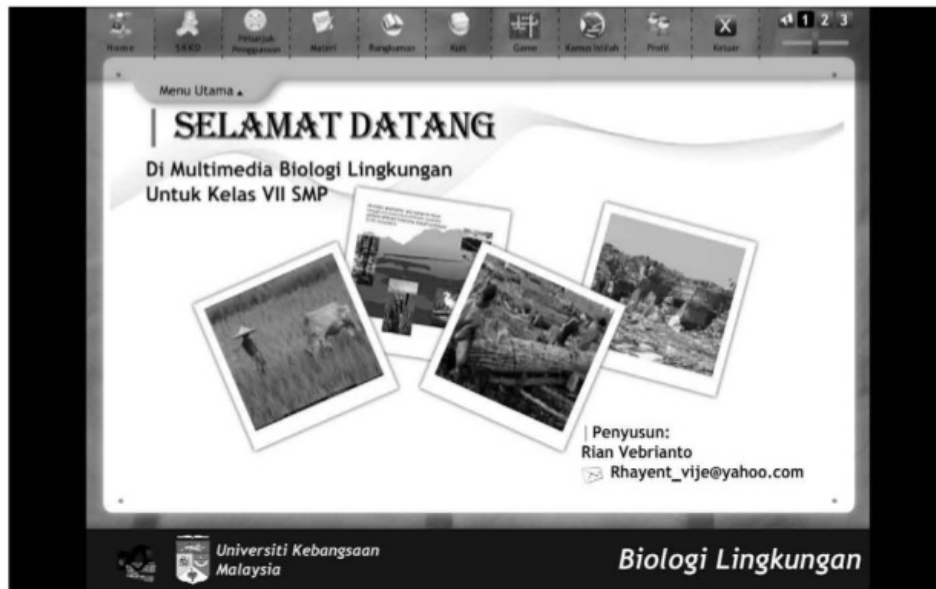 Home SKKD Petunjuk Penggunaan Materi Rangkuman Kuis Game Kamus Istilah Profil X Keluar 1 2 3
Menu Utama
SELAMAT DATANG
Di Multimedia Biologi Lingkungan
Untuk Kelas VII SMP
Penyusun:
Rian Vebrianto
Rhayent_vije@yahoo.com
Universiti Kebangsaan
Malaysia
Biologi Lingkungan